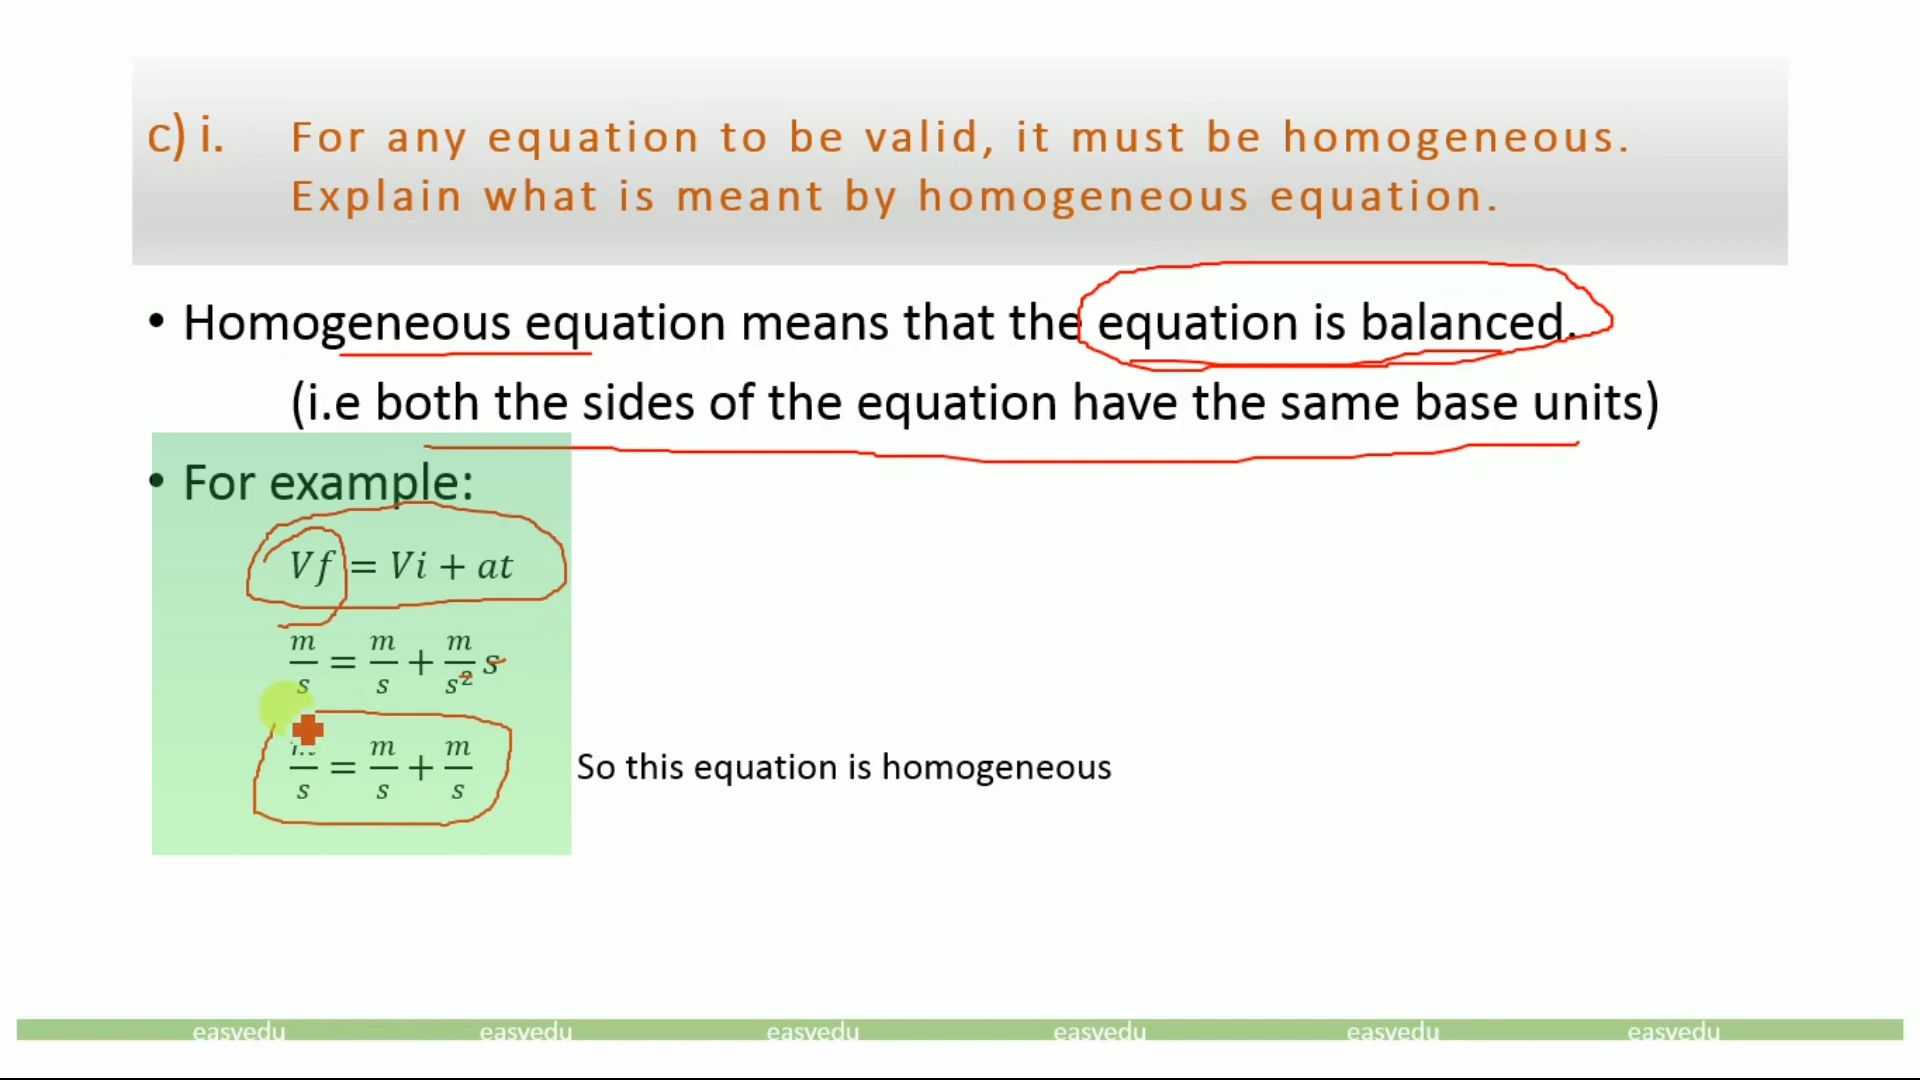 c) i. For any equation to be valid, it must be homogeneous.
Explain what is meant by homogeneous equation.
• Homogeneous equation means that the equation is balanced.
(i.e both the sides of the equation have the same base units)
• For example:
Vf = Vi + at
m/s = m/s + m/s² s
m/s = m/s + m/s So this equation is homogeneous
easyedu easyedu easyedu easyedu easyedu easyedu